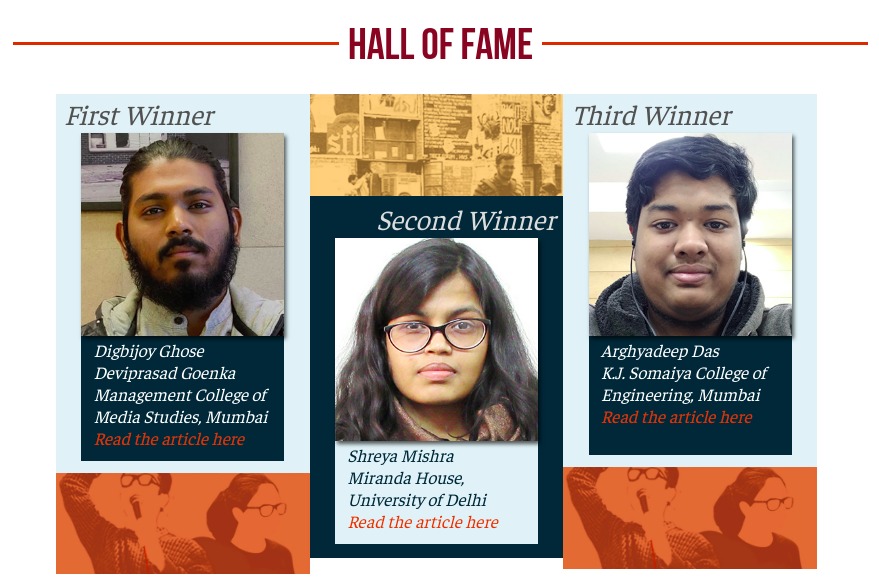 HALL OF FAME
First Winner
Digbijoy Ghose
Deviprasad Goenka
Management College of
Media Studies, Mumbai
Read the article here
sfi
Second Winner
Shreya Mishra
Miranda House,
University of Delhi
Read the article here
Third Winner
Arghyadeep Das
K.J. Somaiya College of
Engineering, Mumbai
Read the article here